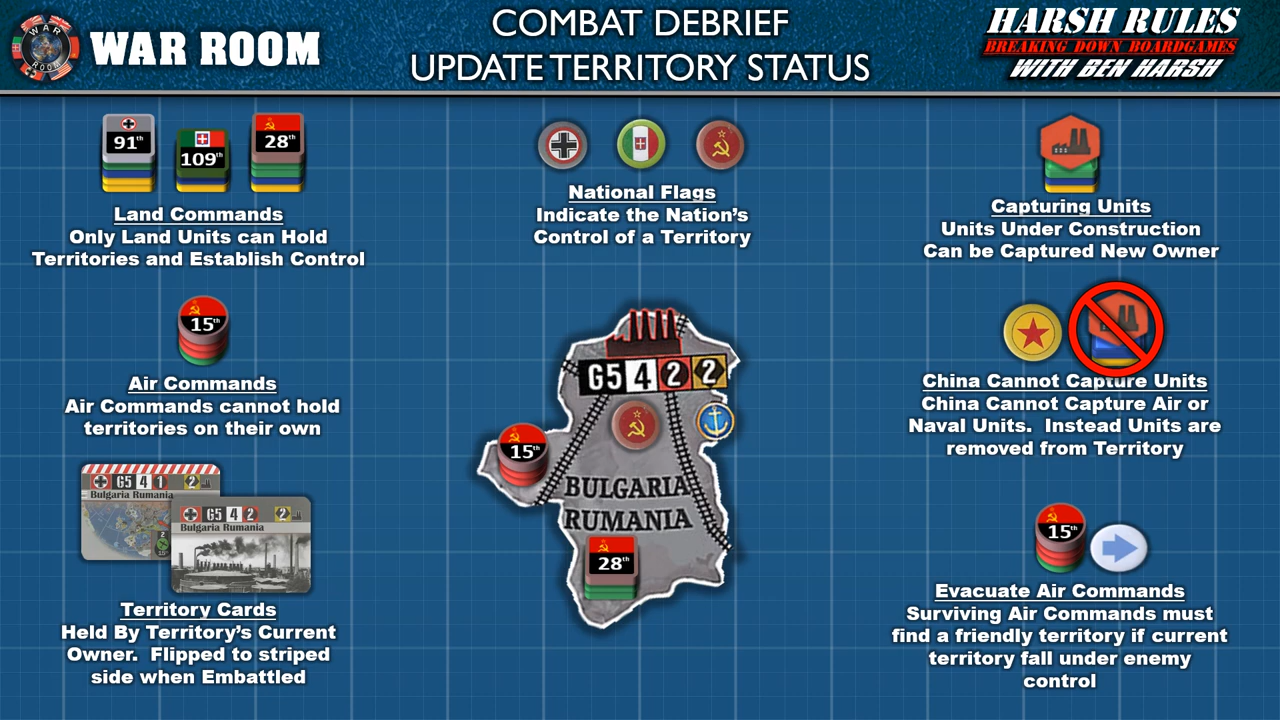 WAR ROOM
WAR
ROOM
COMBAT DEBRIEF
UPDATE TERRITORY STATUS
HARSH RULES
BREAKING DOWN BOARDGAMES
WITH BEN HARSH
91th
109th
28th
Land Commands
Only Land Units can Hold
Territories and Establish Control
15th
Air Commands
Air Commands cannot hold
territories on their own
G5 4 1 2
Bulgaria Rumania
2
G5 4 2 2
Bulgaria Rumania
Territory Cards
Held By Territory's Current
Owner. Flipped to striped
side when Embattled
National Flags
Indicate the Nation's
Control of a Territory
G5 4 2 2
15th
BULGARIA
RUMANIA
28th
Capturing Units
Units Under Construction
Can be Captured New Owner
China Cannot Capture Units
China Cannot Capture Air or
Naval Units. Instead Units are
removed from Territory
15th
Evacuate Air Commands
Surviving Air Commands must
find a friendly territory if current
territory fall under enemy
control